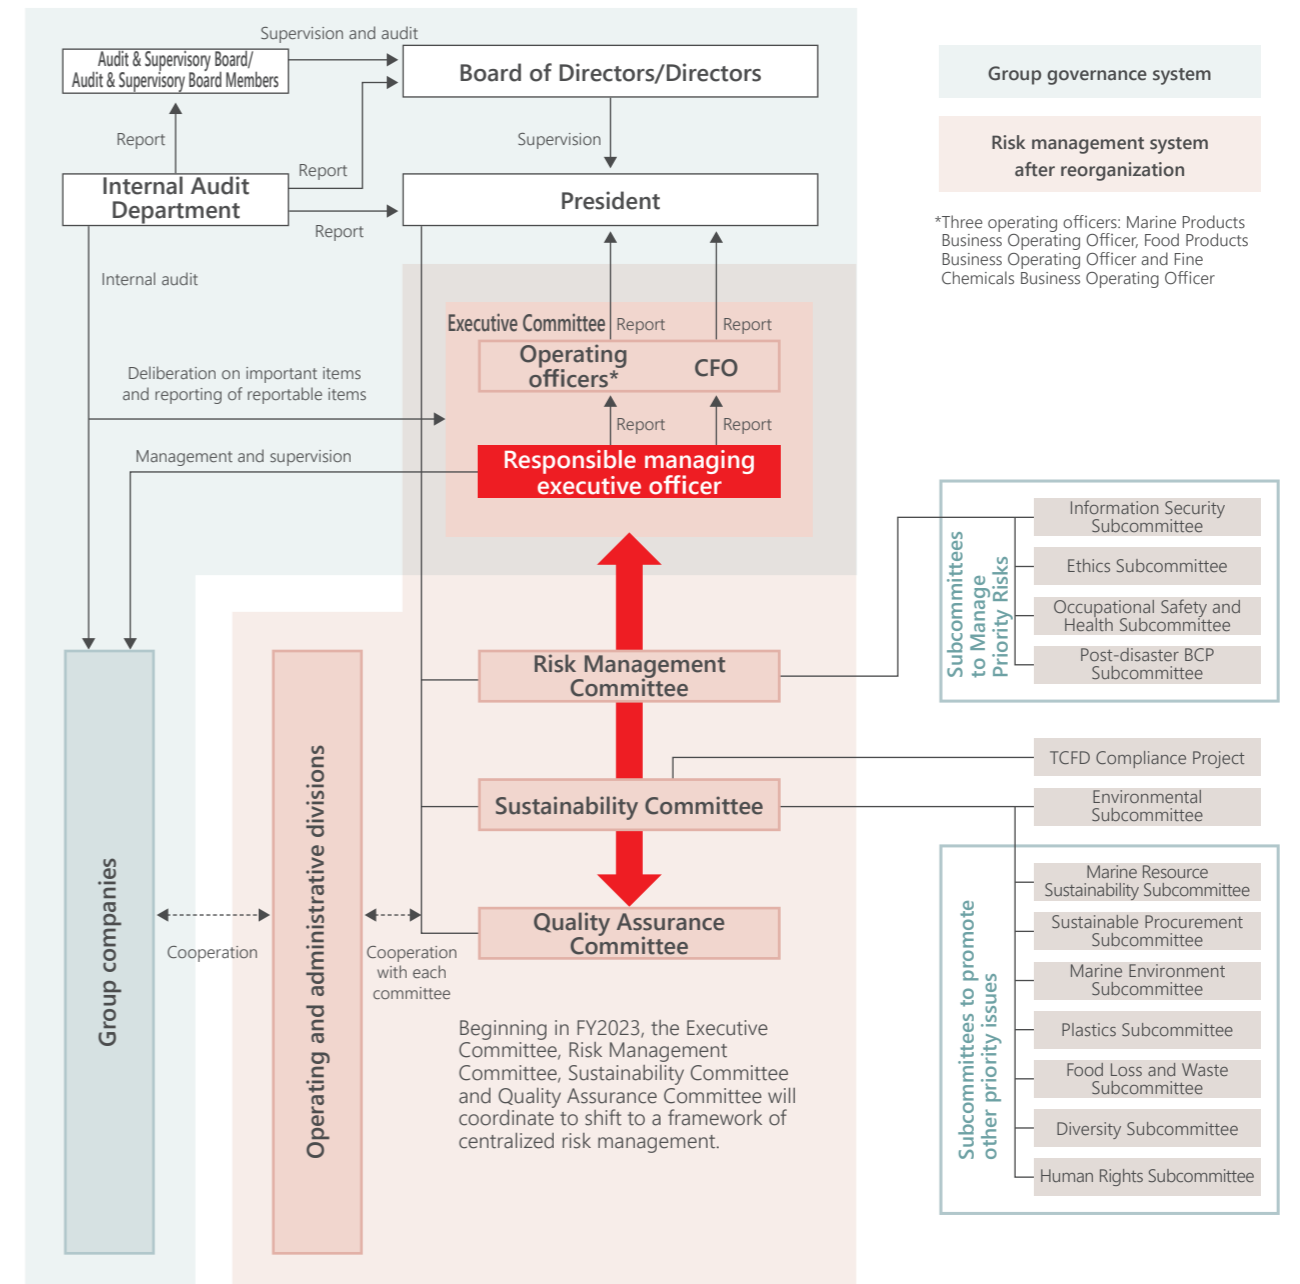 Supervision and audit
Audit & Supervisory Board/
Audit & Supervisory Board Members
Board of Directors/Directors
Report
Supervision
Report
Internal Audit
Department
President
Report
Internal audit
Group governance system
Risk management system
after reorganization
*Three operating officers: Marine Products
Business Operating Officer, Food Products
Business Operating Officer and Fine
Chemicals Business Operating Officer
Executive Committee
Report
Report
Operating
officers*
CFO
Deliberation on important items
and reporting of reportable items
Report
Report
Management and supervision
Responsible managing
executive officer
Subcommittees
to Manage
Priority Risks
Information Security
Subcommittee
Ethics Subcommittee
Occupational Safety and
Health Subcommittee
Post-disaster BCP
Subcommittee
Risk Management
Committee
TCFD Compliance Project
Sustainability Committee
Environmental
Subcommittee
Subcommittees to promote
other priority issues
Marine Resource
Sustainability Subcommittee
Sustainable Procurement
Subcommittee
Marine Environment
Subcommittee
Plastics Subcommittee
Food Loss and Waste
Subcommittee
Diversity Subcommittee
Human Rights Subcommittee
Quality Assurance
Committee
Group companies
Cooperation
Operating and administrative divisions
Cooperation
with each
committee
Beginning in FY2023, the Executive
Committee, Risk Management
Committee, Sustainability Committee
and Quality Assurance Committee will
coordinate to shift to a framework of
centralized risk management.